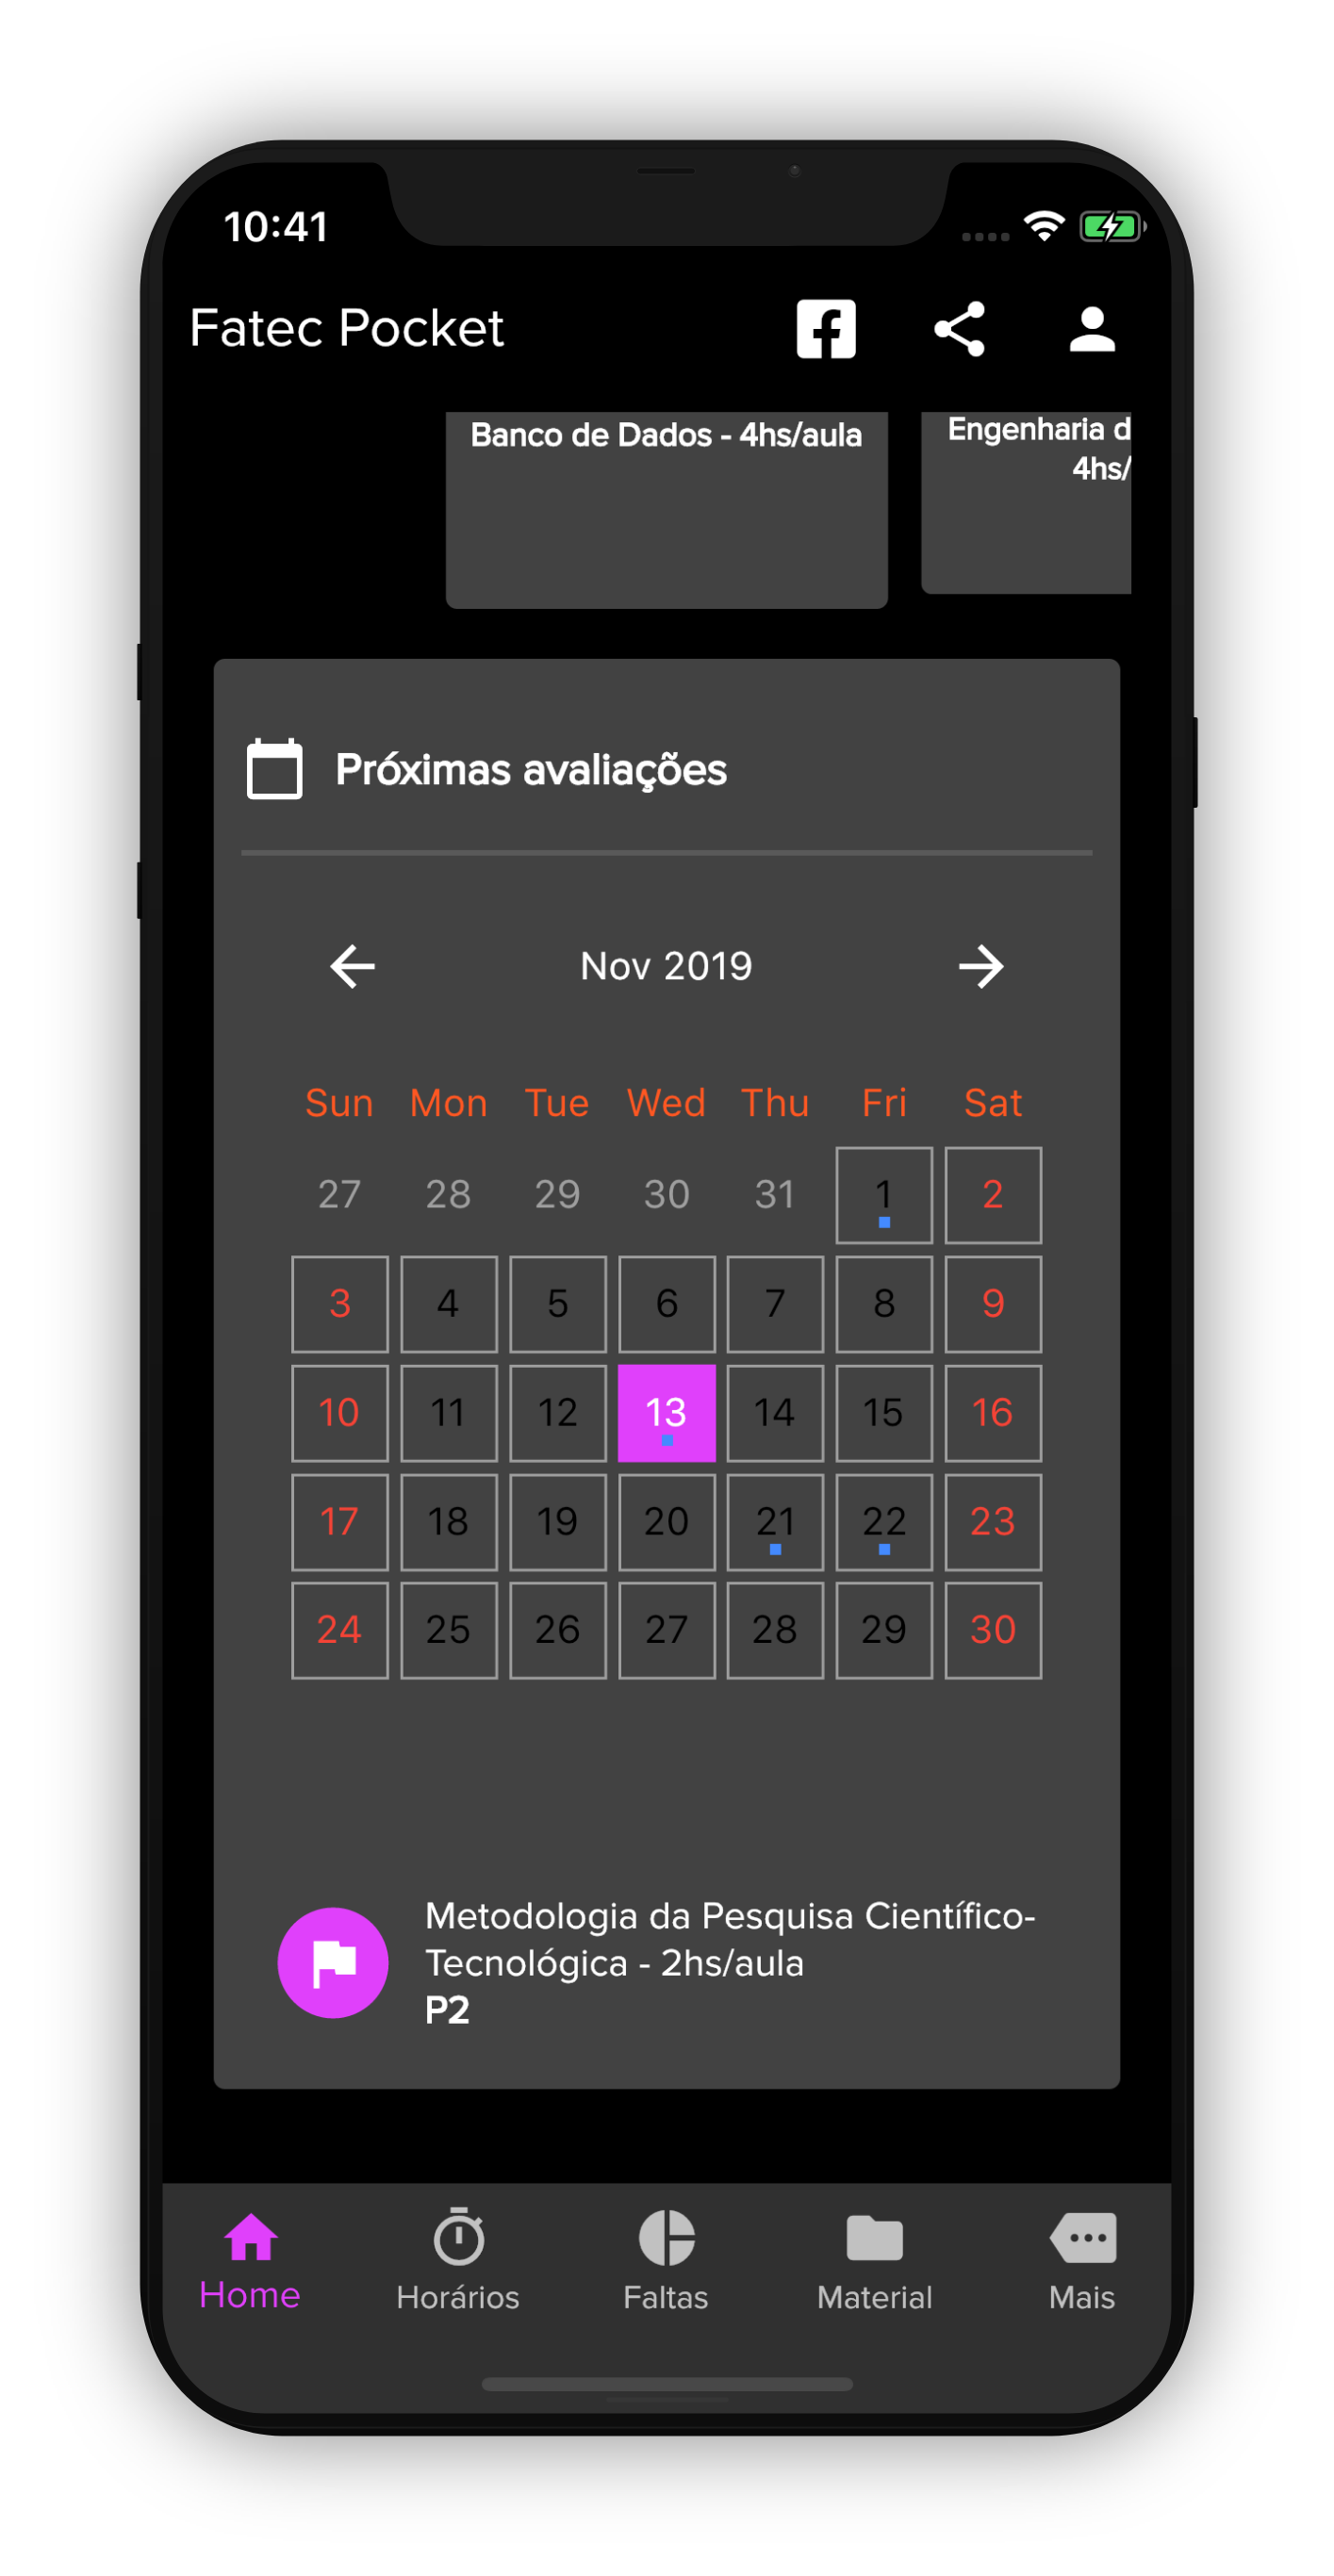 10:41
Fatec Pocket
Banco de Dados - 4hs/aula
Engenharia d
4hs/
Próximas avaliações
Nov 2019
Sun Mon Tue Wed Thu Fri Sat
27 28 29 30 31 1 2
3 4 5 6 7 8 9
10 11 12 13 14 15 16
17 18 19 20 21 22 23
24 25 26 27 28 29 30
Metodologia da Pesquisa Científico-
Tecnológica - 2hs/aula
P2
Home Horários Faltas Material Mais